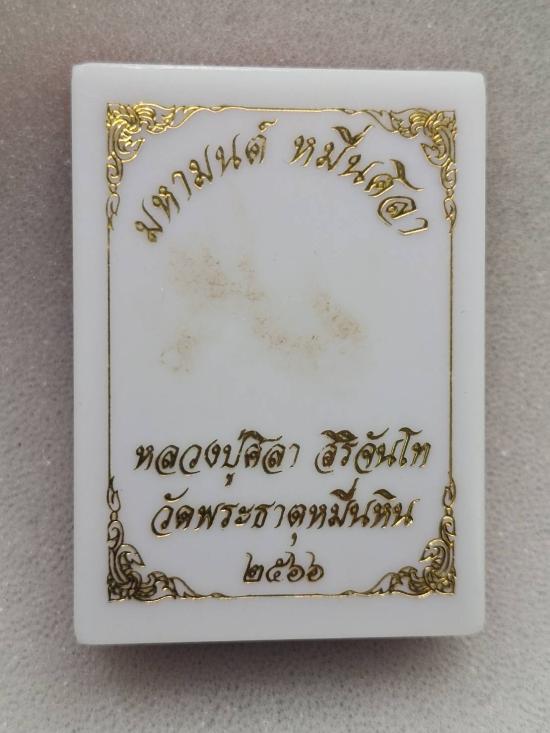 มหามนต์ หมื่นศิลา
หลวงปู่ศิลา สิริจันโท
วัดพระธาตุหมื่นหิน
๒๕๖๖